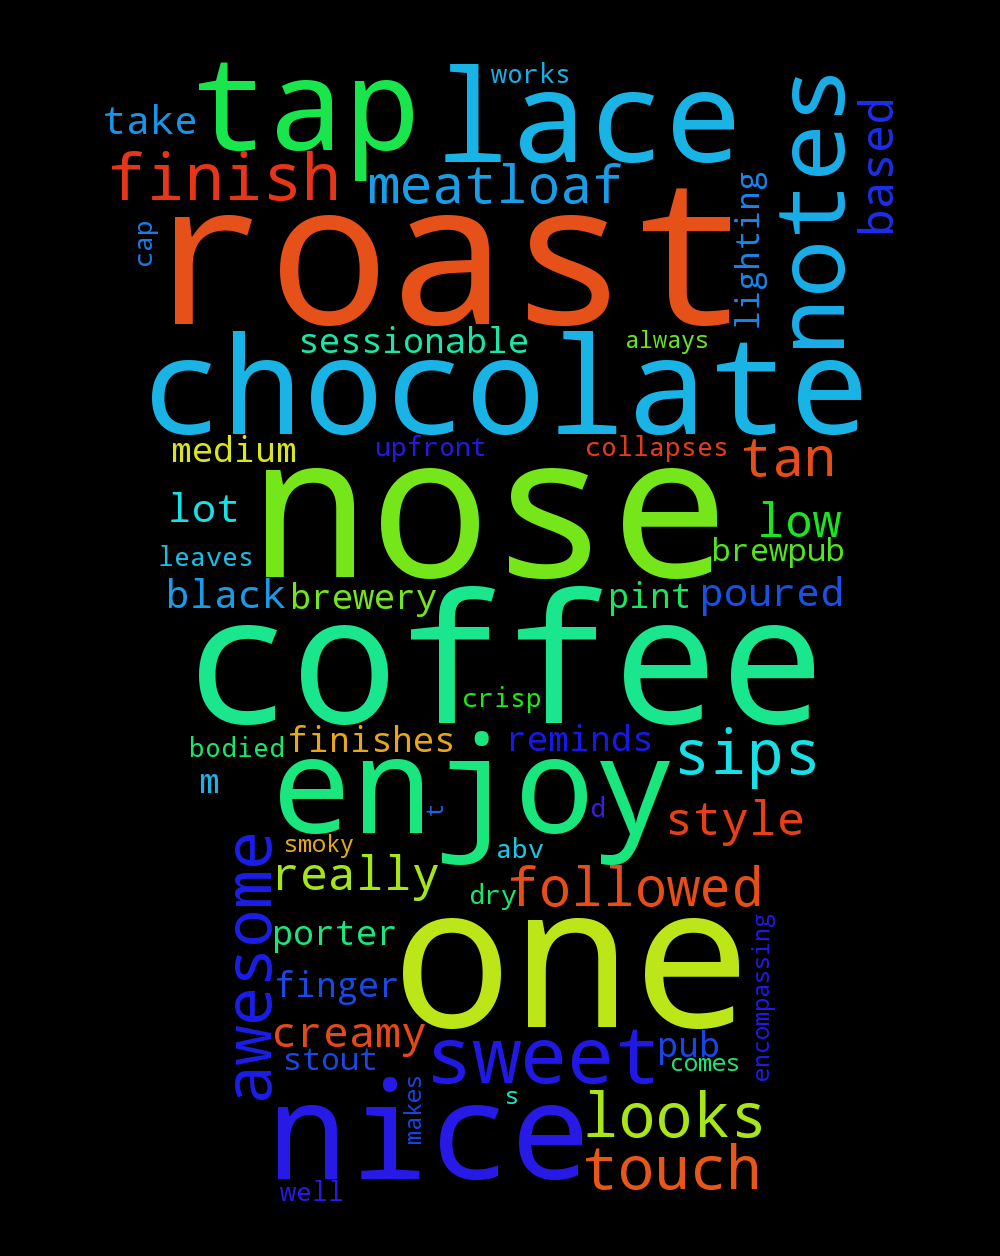 works
tap lace
take
notes
based
finish meatloaf
lighting
cap
roast
sessionable always
chocolate
medium upfront collapses tan
nose
lot low
leaves brewpub
black brewery pint poured
coffee
crisp
bodied finishes reminds sips
m enjoy
t d style
smoky abv
awesome
really dry followed
porter one
encompassing
finger
creamy sweet pub
stout comes
makes s
nice looks
touch
well